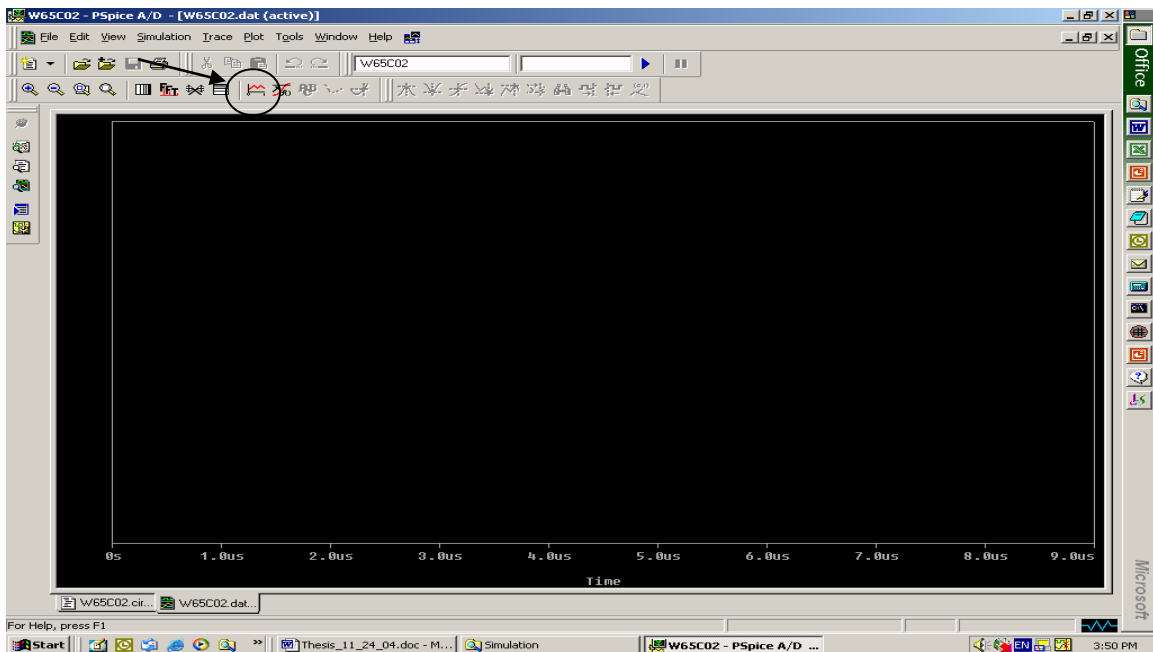 W65C02 - PSpice A/D - [W65C02.dat (active)]
File Edit View Simulation Trace Plot Tools Window Help
W65C02
FFT
Office
0s 1.0us 2.0us 3.0us 4.0us 5.0us 6.0us 7.0us 8.0us 9.0us
Time
W65C02.cir... W65C02.dat...
Microsoft
For Help, press F1
Start » Thesis_11_24_04.doc - M... Simulation W65C02 - PSpice A/D ... EN 3:50 PM